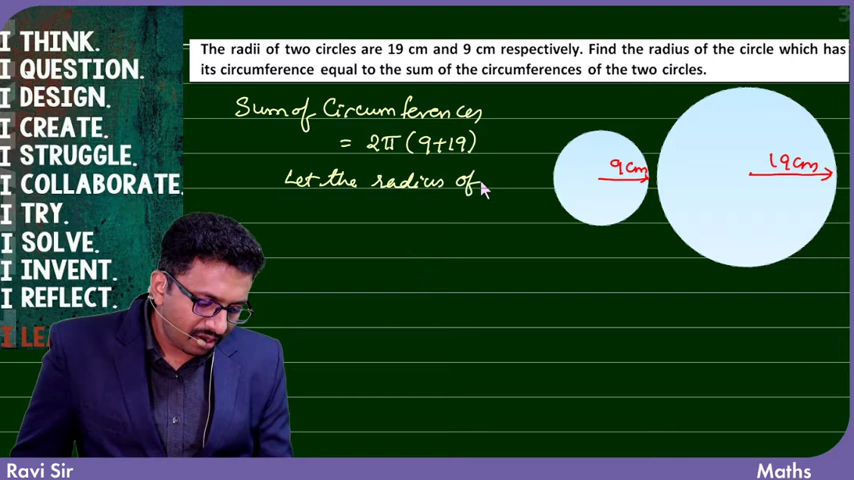 3
I THINK.
I QUESTION.
I DESIGN.
I CREATE.
I STRUGGLE.
I COLLABORATE.
I TRY.
I SOLVE.
I INVENT.
I REFLECT.
I LEA
The radii of two circles are 19 cm and 9 cm respectively. Find the radius of the circle which has
its circumference equal to the sum of the circumferences of the two circles.
Sum of Circumferences
= 2π (9+19)
Let the radius of
9cm
19cm
Ravi Sir
Maths